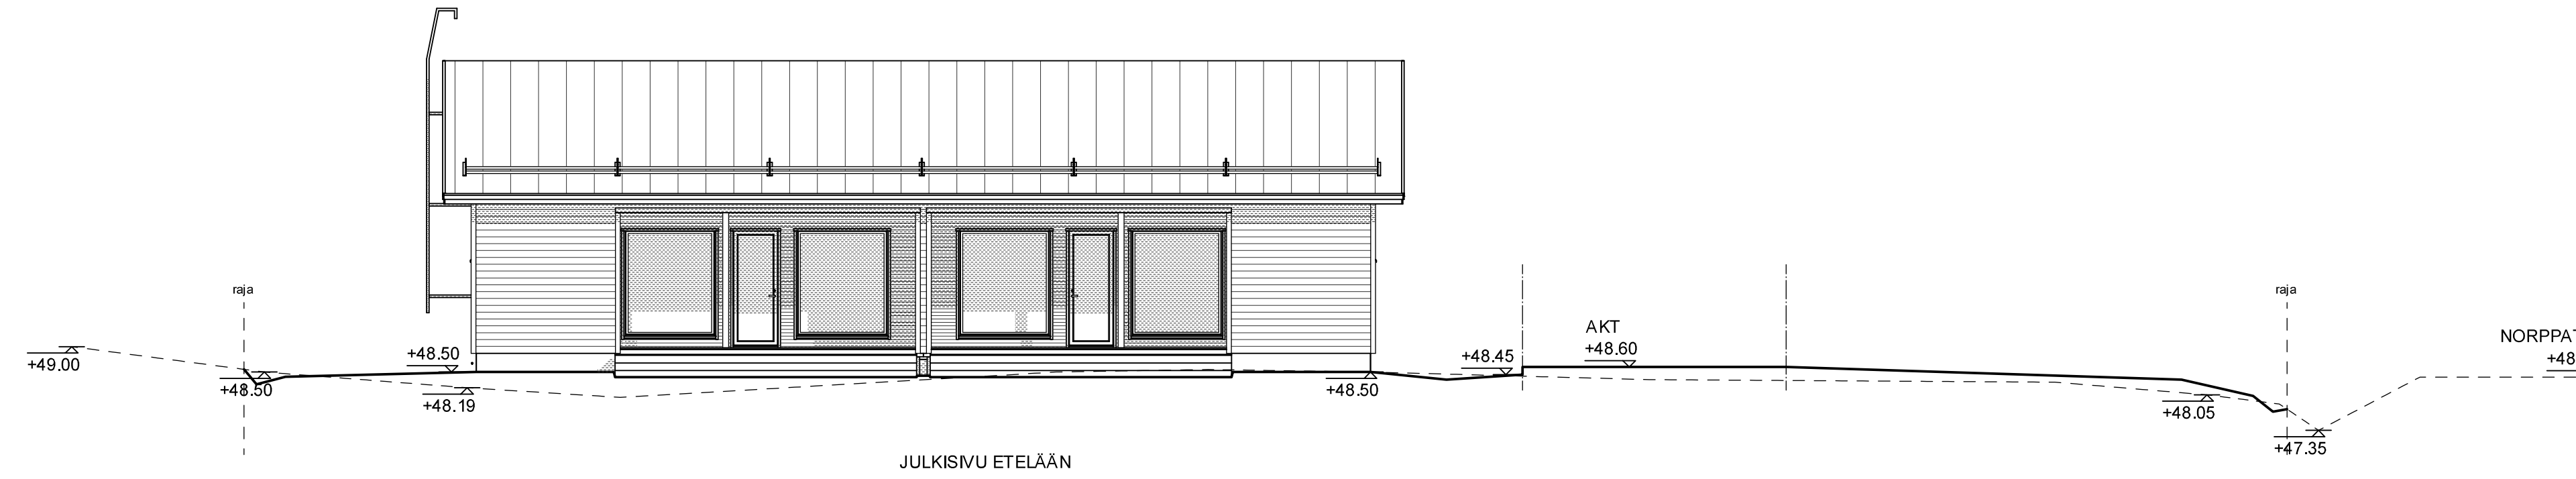 raja
+49.00
+48.50
+48.50
+48.19
JULKISIVU ETELÄÄN
+48.50
+48.45
AKT
+48.60
raja
+48.05
+47.35
NORPPAT
+48